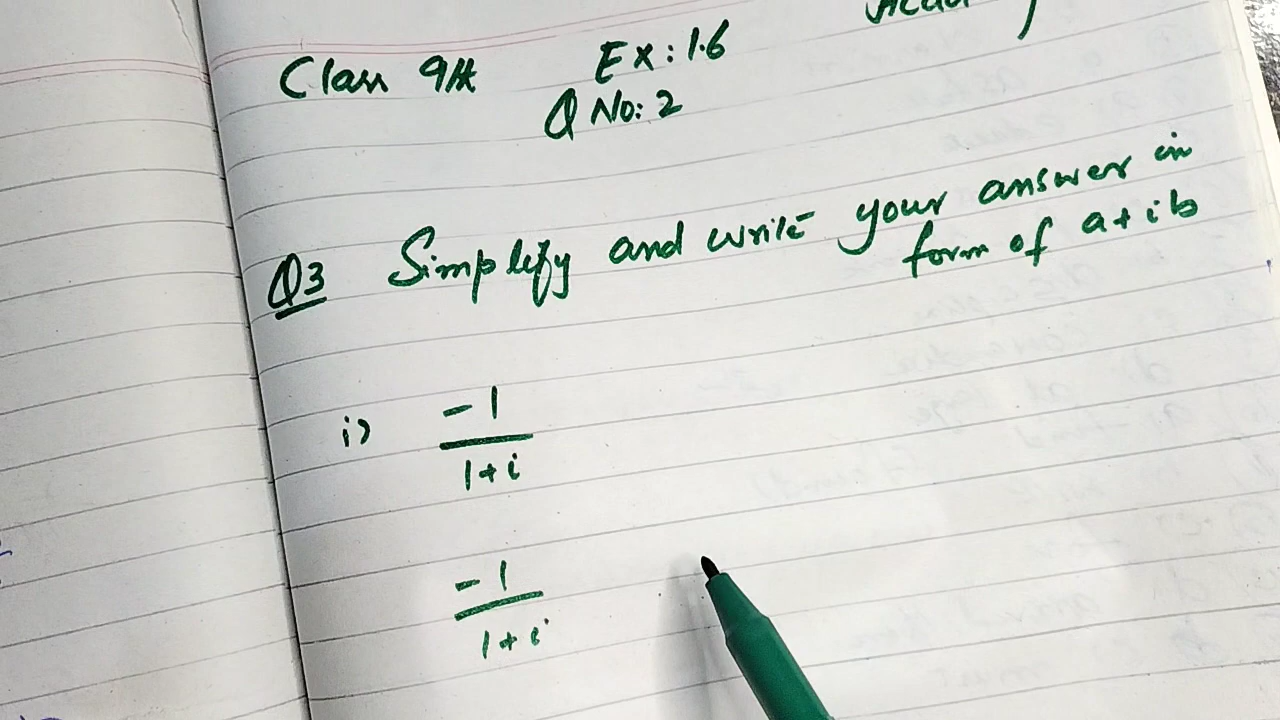 Class 9th Ex: 1.6
Q No: 2
Q3 Simplify and write your answer in
form of a + ib
i) -1
1+i
-1
1+i